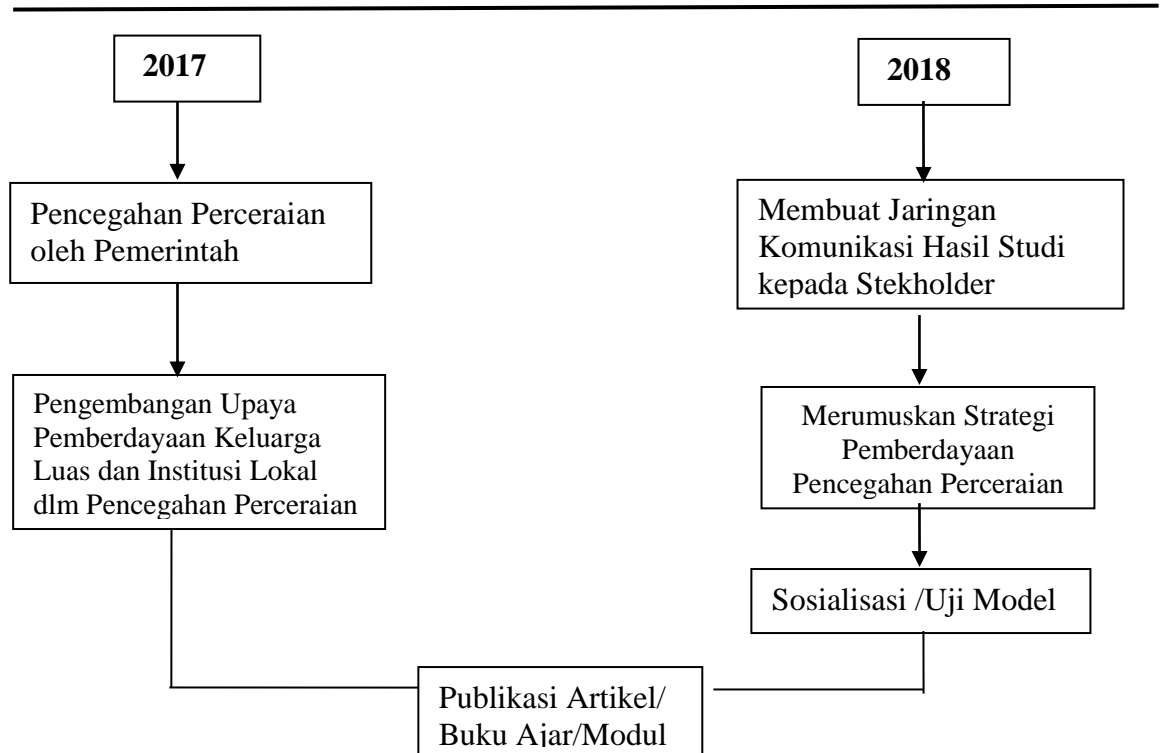 2017
Pencegahan Perceraian
oleh Pemerintah
Pengembangan Upaya
Pemberdayaan Keluarga
Luas dan Institusi Lokal
dlm Pencegahan Perceraian
2018
Membuat Jaringan
Komunikasi Hasil Studi
kepada Stekholder
Merumuskan Strategi
Pemberdayaan
Pencegahan Perceraian
Sosialisasi /Uji Model
Publikasi Artikel/
Buku Ajar/Modul